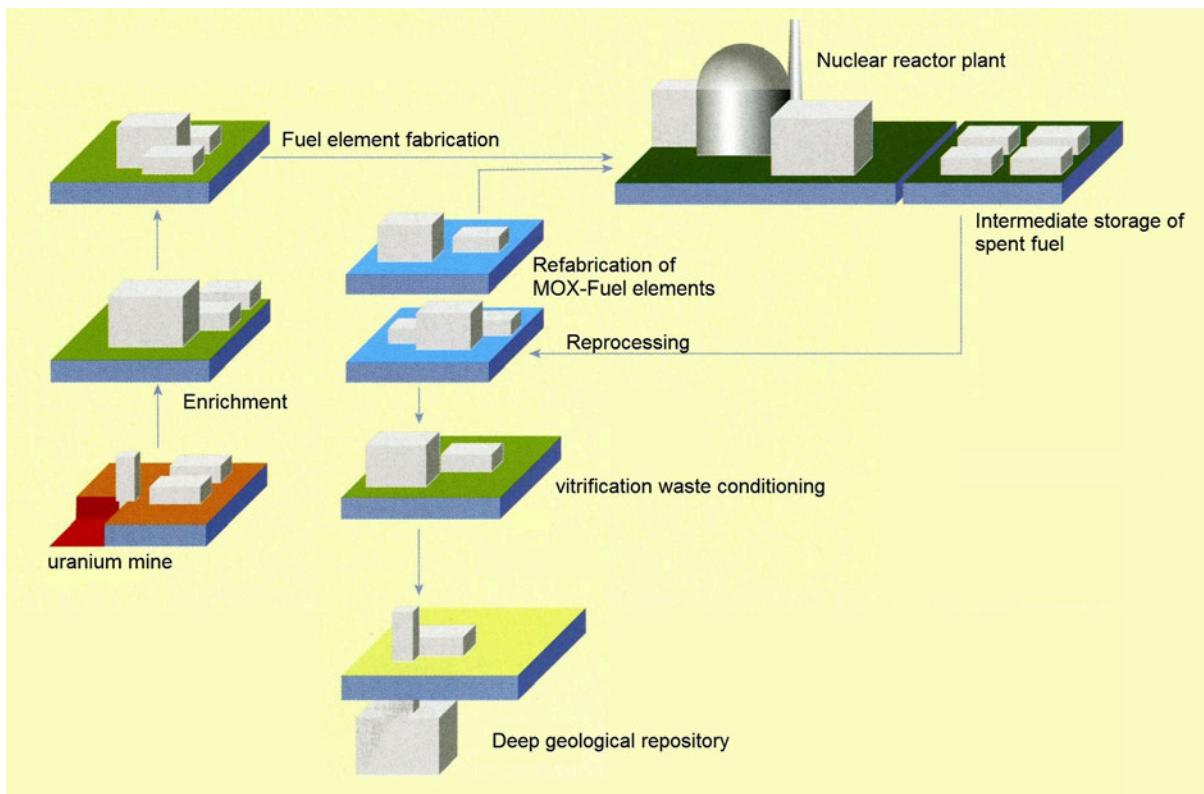 Nuclear reactor plant
Fuel element fabrication
Intermediate storage of
spent fuel
Refabrication of
MOX-Fuel elements
Reprocessing
Enrichment
vitrification waste conditioning
uranium mine
Deep geological repository